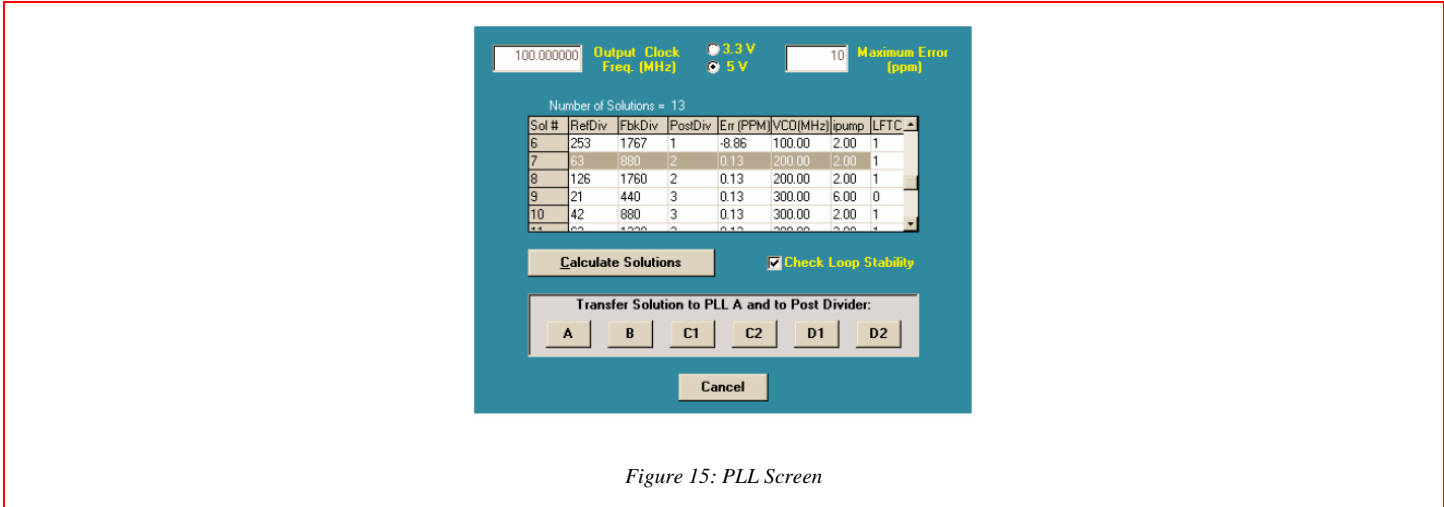 100.000000 Output Clock Freq. (MHz) 3.3 V 5 V 10 Maximum Error (ppm)
Number of Solutions = 13
Sol # RefDiv FbkDiv PostDiv Err (PPM) VCO(MHz) ipump LFTC
6 253 1767 1 -8.86 100.00 2.00 1
7 63 880 2 0.13 200.00 2.00 1
8 126 1760 2 0.13 200.00 2.00 1
9 21 440 3 0.13 300.00 6.00 0
10 42 880 3 0.13 300.00 2.00 1
Calculate Solutions Check Loop Stability
Transfer Solution to PLL A and to Post Divider:
A B C1 C2 D1 D2
Cancel
Figure 15: PLL Screen